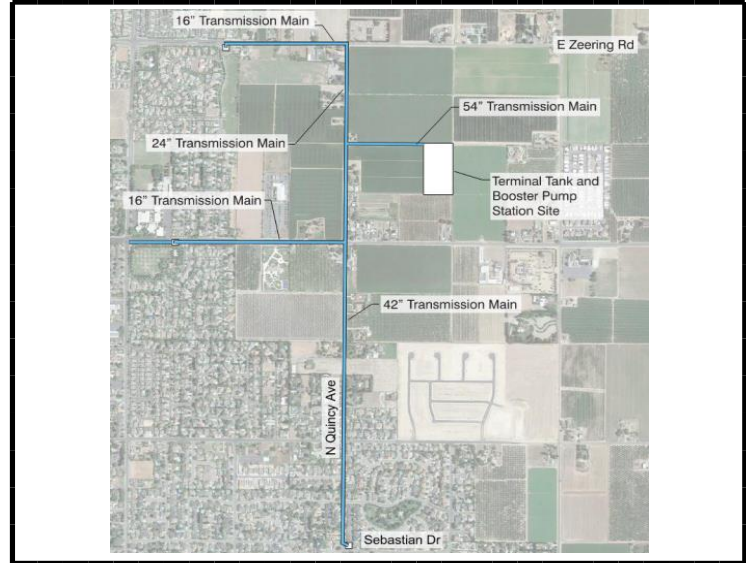 16" Transmission Main
E Zeering Rd
54" Transmission Main
24" Transmission Main
Terminal Tank and
Booster Pump
Station Site
16" Transmission Main
42" Transmission Main
N Quincy Ave
Sebastian Dr